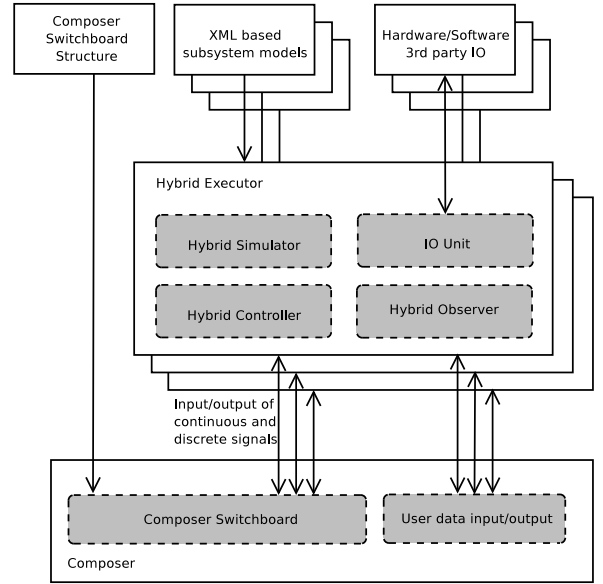 Composer
Switchboard
Structure
XML based
subsystem models
Hardware/Software
3rd party IO
Hybrid Executor
Hybrid Simulator
IO Unit
Hybrid Controller
Hybrid Observer
Input/output of
continuous and
discrete signals
Composer Switchboard
User data input/output
Composer